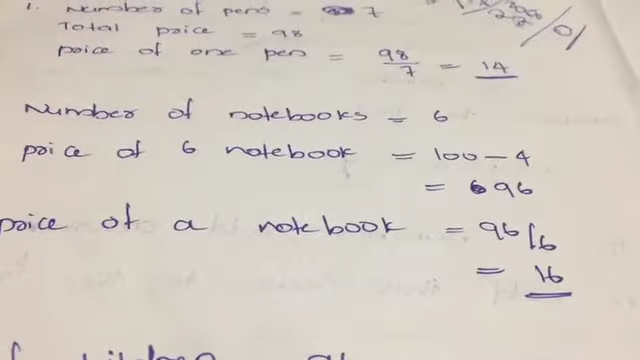 1. Number of pens = 7
Total price = 98
price of one pen = 98/7 = 14
Number of notebooks = 6
price of 6 notebook = 100 - 4
= 96
price of a notebook = 96/6
= 16